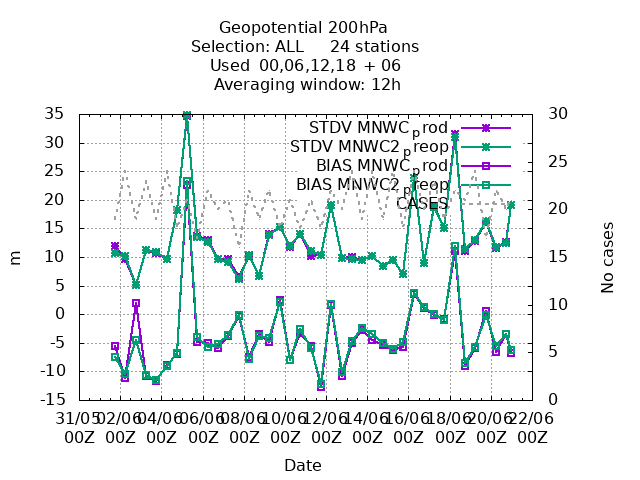 Geopotential 200hPa
Selection: ALL 24 stations
Used 00,06,12,18 + 06
Averaging window: 12h
35
30
25
20
15
10
5
0
-5
-10
-15
m
30
25
20
15
10
5
0
No cases
STDV MNWCprod
STDV MNWC2preop
BIAS MNWCprod
BIAS MNWC2preop
CASES
31/05 02/06 04/06 06/06 08/06 10/06 12/06 14/06 16/06 18/06 20/06 22/06
00Z 00Z 00Z 00Z 00Z 00Z 00Z 00Z 00Z 00Z 00Z 00Z
Date